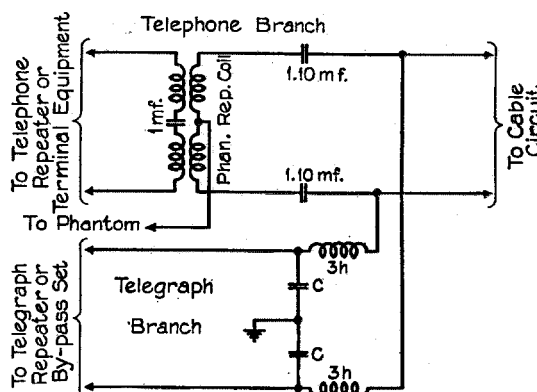 Telephone Branch
To Telephone
Repeater or
Terminal Equipment
1 mf.
Phan. Rep. Coil
1.10 mf.
1.10 mf.
To Cable
Circuit
To Phantom
To Telegraph
Repeater or
By-pass Set
Telegraph
Branch
3h
C
C
3h